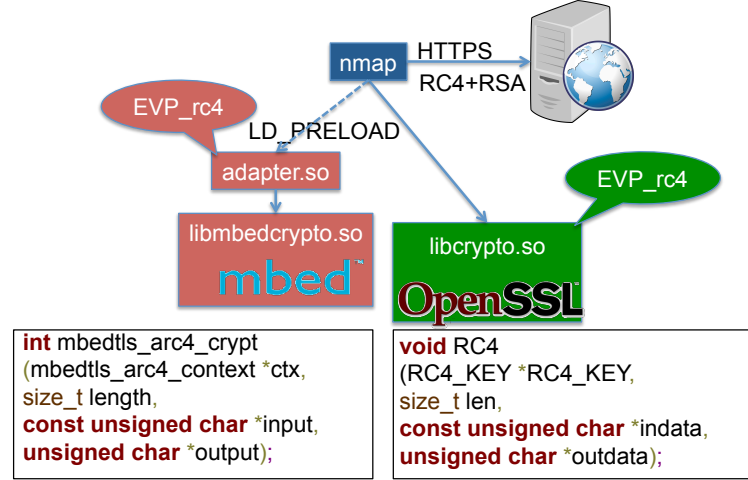 nmap
HTTPS
RC4+RSA
EVP_rc4
LD_PRELOAD
adapter.so
EVP_rc4
libmbedcrypto.so
mbed™
libcrypto.so
OpenSSL
int mbedtls_arc4_crypt
(mbedtls_arc4_context *ctx,
size_t length,
const unsigned char *input,
unsigned char *output);
void RC4
(RC4_KEY *RC4_KEY,
size_t len,
const unsigned char *indata,
unsigned char *outdata);